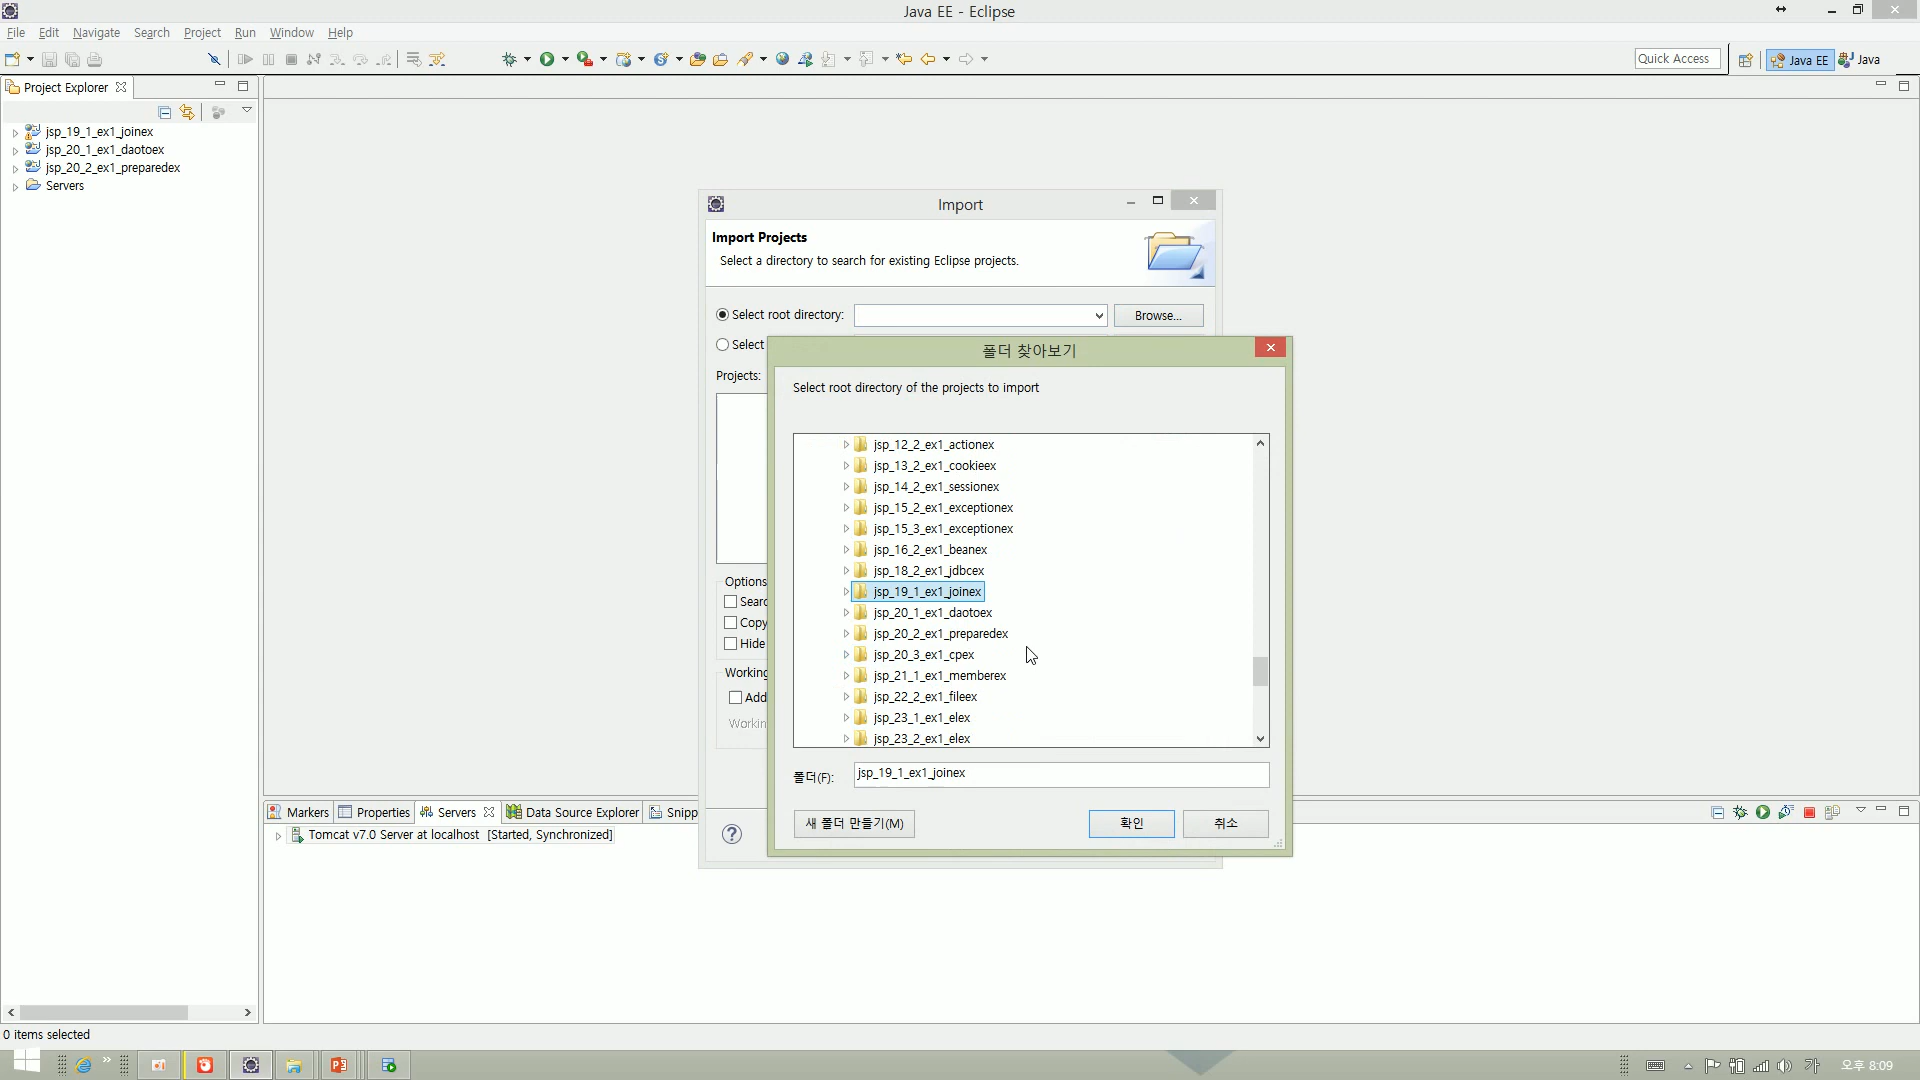 Java EE - Eclipse
File Edit Navigate Search Project Run Window Help
Quick Access
Java EE
Java
Project Explorer
jsp_19_1_ex1_joinex
jsp_20_1_ex1_daotoex
jsp_20_2_ex1_preparedex
Servers
Import
Import Projects
Select a directory to search for existing Eclipse projects.
Select root directory:
Browse...
Select
Projects:
Options
Searc
Copy
Hide
Working
Add
Workin
폴더 찾아보기
Select root directory of the projects to import
jsp_12_2_ex1_actionex
jsp_13_2_ex1_cookieex
jsp_14_2_ex1_sessionex
jsp_15_2_ex1_exceptionex
jsp_15_3_ex1_exceptionex
jsp_16_2_ex1_beanex
jsp_18_2_ex1_jdbcex
jsp_19_1_ex1_joinex
jsp_20_1_ex1_daotoex
jsp_20_2_ex1_preparedex
jsp_20_3_ex1_cpex
jsp_21_1_ex1_memberex
jsp_22_2_ex1_fileex
jsp_23_1_ex1_elex
jsp_23_2_ex1_elex
폴더(F):
jsp_19_1_ex1_joinex
새 폴더 만들기(M)
확인
취소
Markers Properties Servers Data Source Explorer Snipp
Tomcat v7.0 Server at localhost [Started, Synchronized]
0 items selected
가
오후 8:09